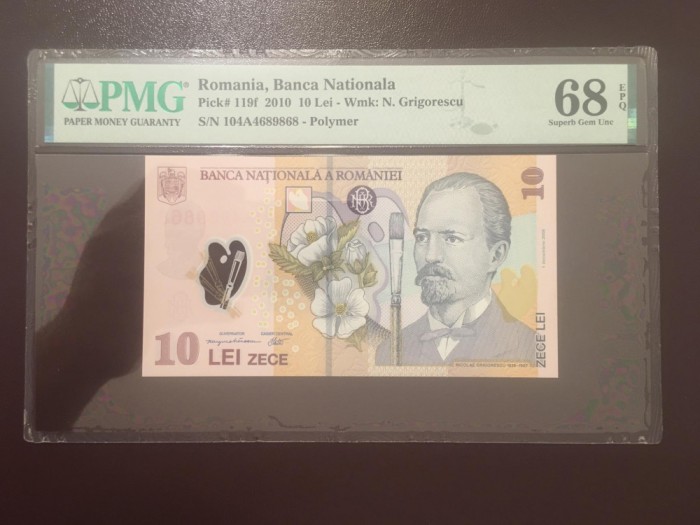 PMG
PAPER MONEY GUARANTY
Romania, Banca Nationala
Pick# 119f 2010 10 Lei - Wmk: N. Grigorescu
S/N 104A4689868 - Polymer
68 EPQ
Superb Gem Unc
BANCA NAȚIONALĂ A ROMÂNIEI
10
10 LEI ZECE
ZECE LEI